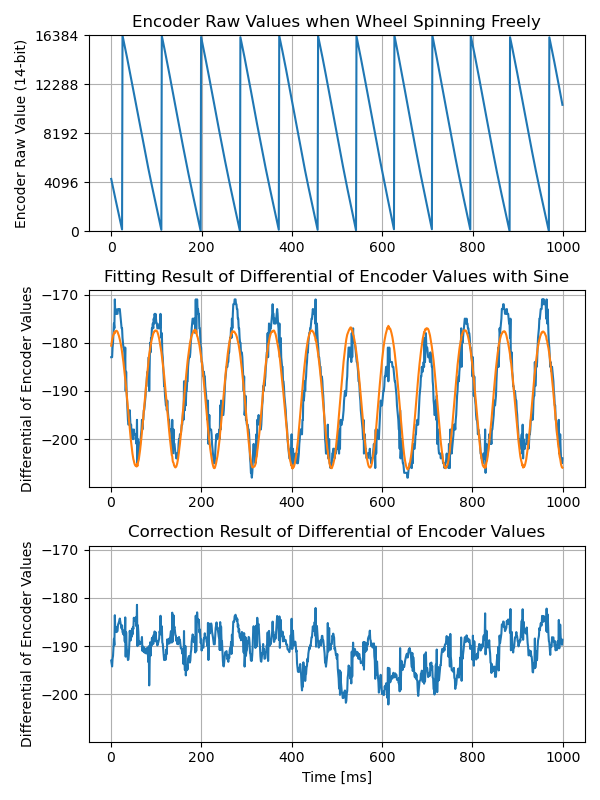 Encoder Raw Values when Wheel Spinning Freely
Encoder Raw Value (14-bit)
16384
12288
8192
4096
0
0 200 400 600 800 1000
Fitting Result of Differential of Encoder Values with Sine
Differential of Encoder Values
−170
−180
−190
−200
0 200 400 600 800 1000
Correction Result of Differential of Encoder Values
Differential of Encoder Values
−170
−180
−190
−200
0 200 400 600 800 1000
Time [ms]